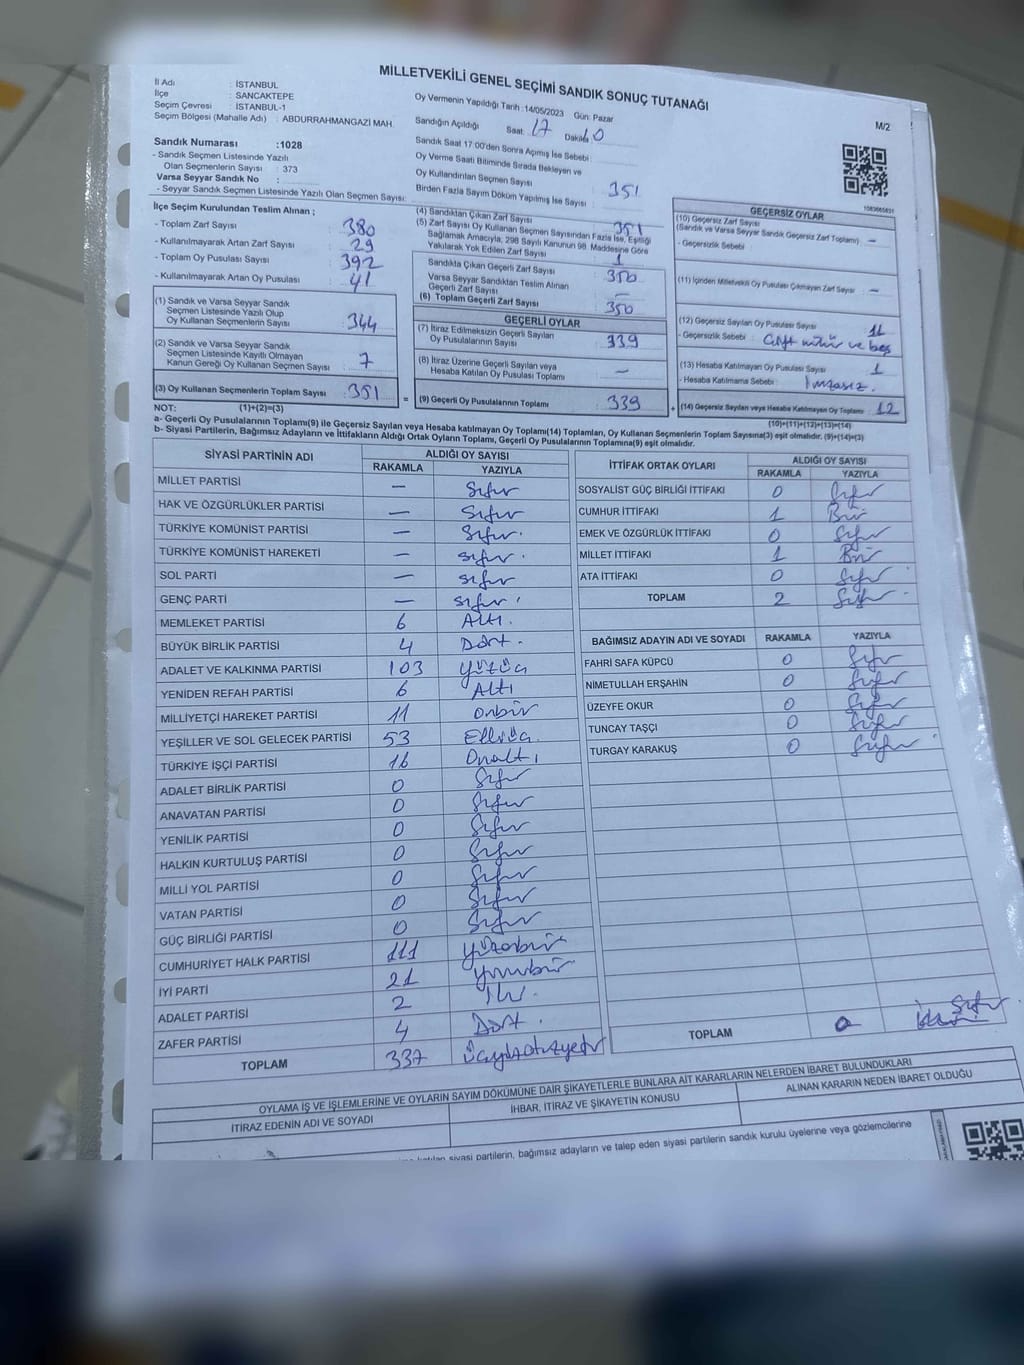 MİLLETVEKİLİ GENEL SEÇİMİ SANDIK SONUÇ TUTANAĞI
M/2
İl Adı : İSTANBUL
İlçe : SANCAKTEPE
Seçim Çevresi : İSTANBUL-1
Seçim Bölgesi (Mahalle Adı) : ABDURRAHMANGAZİ MAH.
Sandık Numarası :1028
- Sandık Seçmen Listesinde Yazılı
Olan Seçmenlerin Sayısı : 373
Varsa Seyyar Sandık No :
- Seyyar Sandık Seçmen Listesinde Yazılı Olan Seçmen Sayısı:
Oy Vermenin Yapıldığı Tarih :14/05/2023 Gün: Pazar
Sandığın Açıldığı Saat: 17 Dakika: 10
Sandık Saat 17:00'den Sonra Açımış İse Sebebi :
Oy Verme Saati Bitiminde Sırada Bekleyen ve
Oy Kullandırılan Seçmen Sayısı
Birden Fazla Sayım Döküm Yapılmış İse Sayısı : 351
İlçe Seçim Kurulundan Teslim Alınan ;
- Toplam Zarf Sayısı : 380
- Kullanılmayarak Artan Zarf Sayısı : 29
- Toplam Oy Pusulası Sayısı : 392
- Kullanılmayarak Artan Oy Pusulası : 41
(1) Sandık ve Varsa Seyyar Sandık
Seçmen Listesinde Yazılı Olup
Oy Kullanan Seçmenlerin Sayısı : 344
(2) Sandık ve Varsa Seyyar Sandık
Seçmen Listesinde Kayıtlı Olmayan
Kanun Gereği Oy Kullanan Seçmen Sayısı : 7
(3) Oy Kullanan Seçmenlerin Toplam Sayısı : 351
(4) Sandıktan Çıkan Zarf Sayısı : 351
(5) Zarf Sayısı Oy Kullanan Seçmen Sayısından Fazla İse, Eşitliği
Sağlamak Amacıyla, 298 Sayılı Kanunun 98. Maddesine Göre
Yakılarak Yok Edilen Zarf Sayısı : 1
Sandıkta Çıkan Geçerli Zarf Sayısı : 350
Varsa Seyyar Sandıktan Teslim Alınan
Geçerli Zarf Sayısı : –
(6) Toplam Geçerli Zarf Sayısı : 350
GEÇERLİ OYLAR
(7) İtiraz Edilmeksizin Geçerli Sayılan
Oy Pusulalarının Sayısı : 339
(8) İtiraz Üzerine Geçerli Sayılan veya
Hesaba Katılan Oy Pusulası Toplamı : —
= (9) Geçerli Oy Pusulalarının Toplamı : 339
1083665831
GEÇERSİZ OYLAR
(10) Geçersiz Zarf Sayısı
(Sandık ve Varsa Seyyar Sandık Geçersiz Zarf Toplamı) : –
- Geçersizlik Sebebi :
(11) İçinden Milletvekili Oy Pusulası Çıkmayan Zarf Sayısı : –
(12) Geçersiz Sayılan Oy Pusulası Sayısı : 11
- Geçersizlik Sebebi : Çift mühür ve boş
(13) Hesaba Katılmayan Oy Pusulası Sayısı : 1
- Hesaba Katılmama Sebebi : İmzasız.
+ (14) Geçersiz Sayılan veya Hesaba Katılmayan Oy Toplamı : 12
(10)+(11)+(12)+(13)=(14)
NOT: (1)+(2)=(3)
a- Geçerli Oy Pusulalarının Toplamı(9) ile Geçersiz Sayılan veya Hesaba katılmayan Oy Toplamı(14) Toplamları, Oy Kullanan Seçmenlerin Toplam Sayısına(3) eşit olmalıdır. (9)+(14)=(3)
b- Siyasi Partilerin, Bağımsız Adayların ve İttifakların Aldığı Ortak Oyların Toplamı, Geçerli Oy Pusulalarının Toplamına(9) eşit olmalıdır.
SİYASİ PARTİNİN ADI ALDIĞI OY SAYISI
RAKAMLA YAZIYLA
MİLLET PARTİSİ — Sıfır
HAK VE ÖZGÜRLÜKLER PARTİSİ — Sıfır
TÜRKİYE KOMÜNİST PARTİSİ — Sıfır.
TÜRKİYE KOMÜNİST HAREKETİ — sıfır.
SOL PARTİ — sıfır
GENÇ PARTİ — sıfır.
MEMLEKET PARTİSİ 6 Altı.
BÜYÜK BİRLİK PARTİSİ 4 Dört.
ADALET VE KALKINMA PARTİSİ 103 yüzüç
YENİDEN REFAH PARTİSİ 6 Altı
MİLLİYETÇİ HAREKET PARTİSİ 11 onbir
YEŞİLLER VE SOL GELECEK PARTİSİ 53 Elliüç.
TÜRKİYE İŞÇİ PARTİSİ 16 Onaltı
ADALET BİRLİK PARTİSİ 0 Sıfır
ANAVATAN PARTİSİ 0 Sıfır
YENİLİK PARTİSİ 0 Sıfır
HALKIN KURTULUŞ PARTİSİ 0 Sıfır
MİLLİ YOL PARTİSİ 0 Sıfır
VATAN PARTİSİ 0 Sıfır
GÜÇ BİRLİĞİ PARTİSİ 0 Sıfır
CUMHURİYET HALK PARTİSİ 111 yüzonbir
İYİ PARTİ 21 yirmibir
ADALET PARTİSİ 2 İki.
ZAFER PARTİSİ 4 Dört.
TOPLAM 337 üçyüzotuzyedi
İTTİFAK ORTAK OYLARI ALDIĞI OY SAYISI
RAKAMLA YAZIYLA
SOSYALİST GÜÇ BİRLİĞİ İTTİFAKI 0 Sıfır
CUMHUR İTTİFAKI 1 Bir
EMEK VE ÖZGÜRLÜK İTTİFAKI 0 Sıfır
MİLLET İTTİFAKI 1 Bir
ATA İTTİFAKI 0 Sıfır
TOPLAM 2 Sıfır
BAĞIMSIZ ADAYIN ADI VE SOYADI RAKAMLA YAZIYLA
FAHRİ SAFA KÜPCÜ 0 Sıfır
NİMETULLAH ERŞAHİN 0 Sıfır
ÜZEYFE OKUR 0 Sıfır
TUNCAY TAŞÇI 0 Sıfır
TURGAY KARAKUŞ 0 Sıfır
TOPLAM 0 Sıfır
OYLAMA İŞ VE İŞLEMLERİNE VE OYLARIN SAYIM DÖKÜMÜNE DAİR ŞİKAYETLERLE BUNLARA AİT KARARLARIN NELERDEN İBARET BULUNDUKLARI
İTİRAZ EDENİN ADI VE SOYADI İHBAR, İTİRAZ VE ŞİKAYETİN KONUSU ALINAN KARARIN NEDEN İBARET OLDUĞU
katılan siyasi partilerin, bağımsız adayların ve talep eden siyasi partilerin sandık kurulu üyelerine veya gözlemcilerine